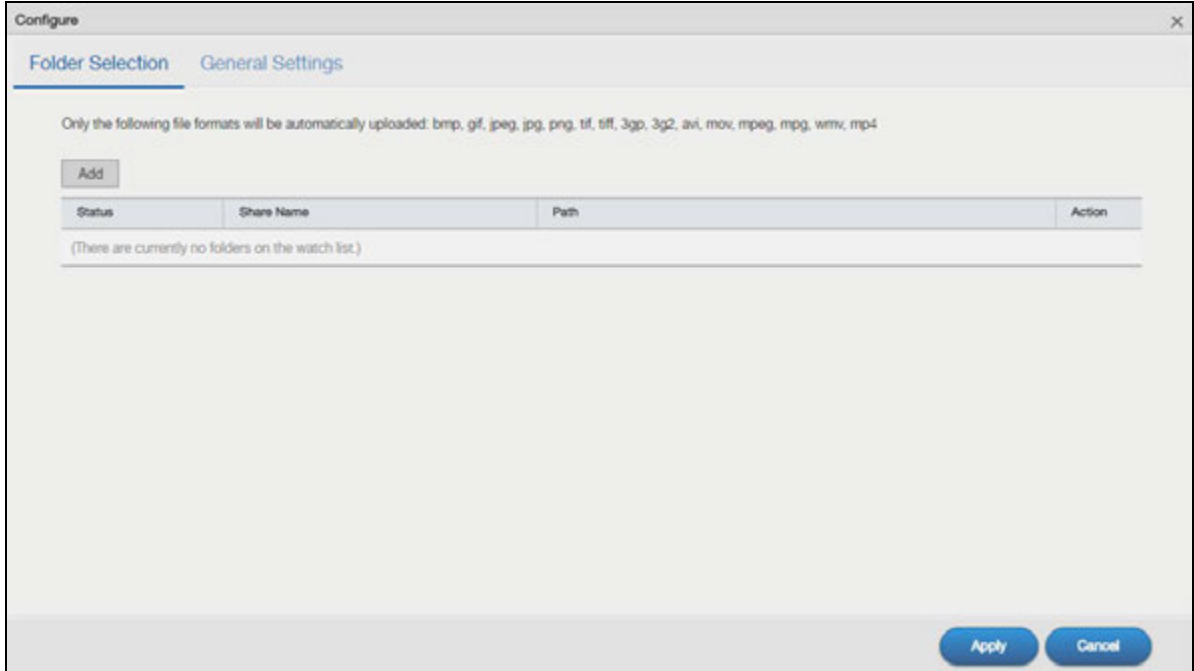 Configure
Folder Selection General Settings
Only the following file formats will be automatically uploaded: bmp, gif, jpeg, jpg, png, tif, tiff, 3gp, 3g2, avi, mov, mpeg, mpg, wmv, mp4
Add
Status Share Name Path Action
(There are currently no folders on the watch list.)
Apply Cancel